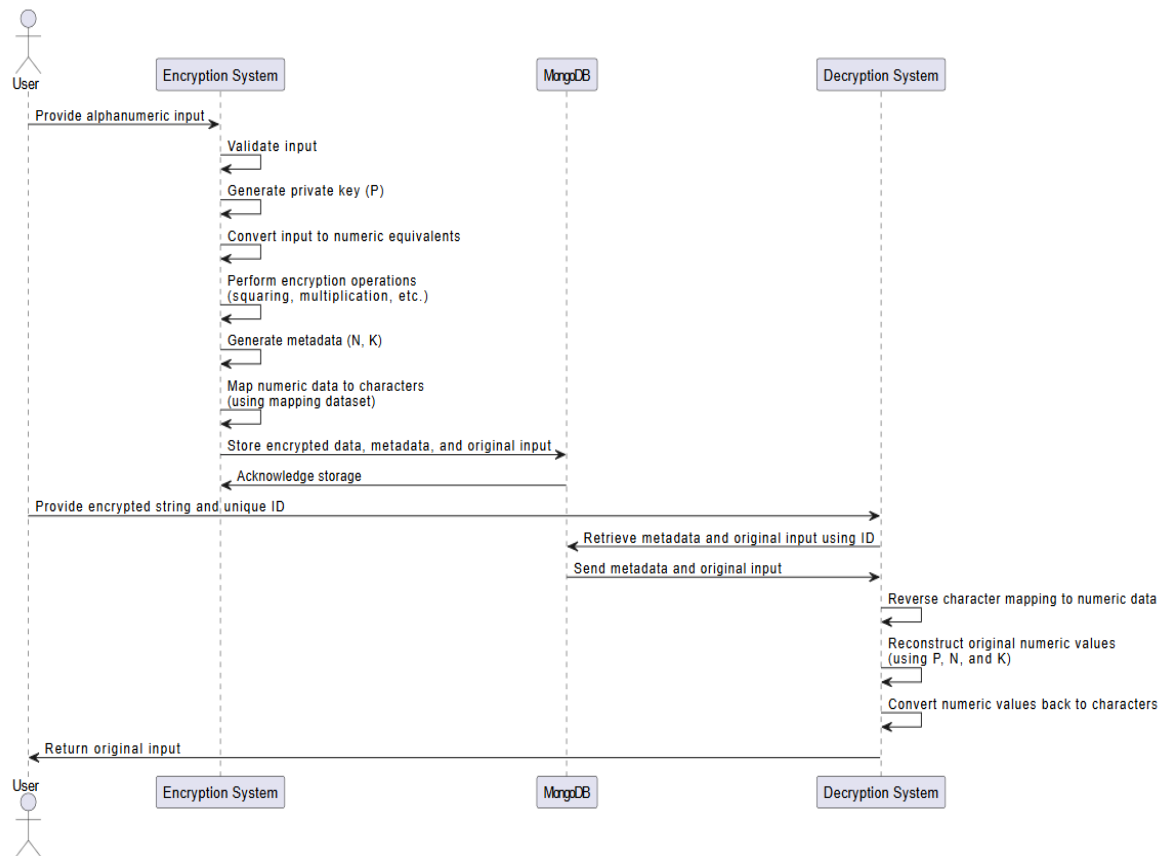 User
Encryption System
MongoDB
Decryption System
Provide alphanumeric input
Validate input
Generate private key (P)
Convert input to numeric equivalents
Perform encryption operations
(squaring, multiplication, etc.)
Generate metadata (N, K)
Map numeric data to characters
(using mapping dataset)
Store encrypted data, metadata, and original input
Acknowledge storage
Provide encrypted string and unique ID
Retrieve metadata and original input using ID
Send metadata and original input
Reverse character mapping to numeric data
Reconstruct original numeric values
(using P, N, and K)
Convert numeric values back to characters
Return original input
User
Encryption System
MongoDB
Decryption System